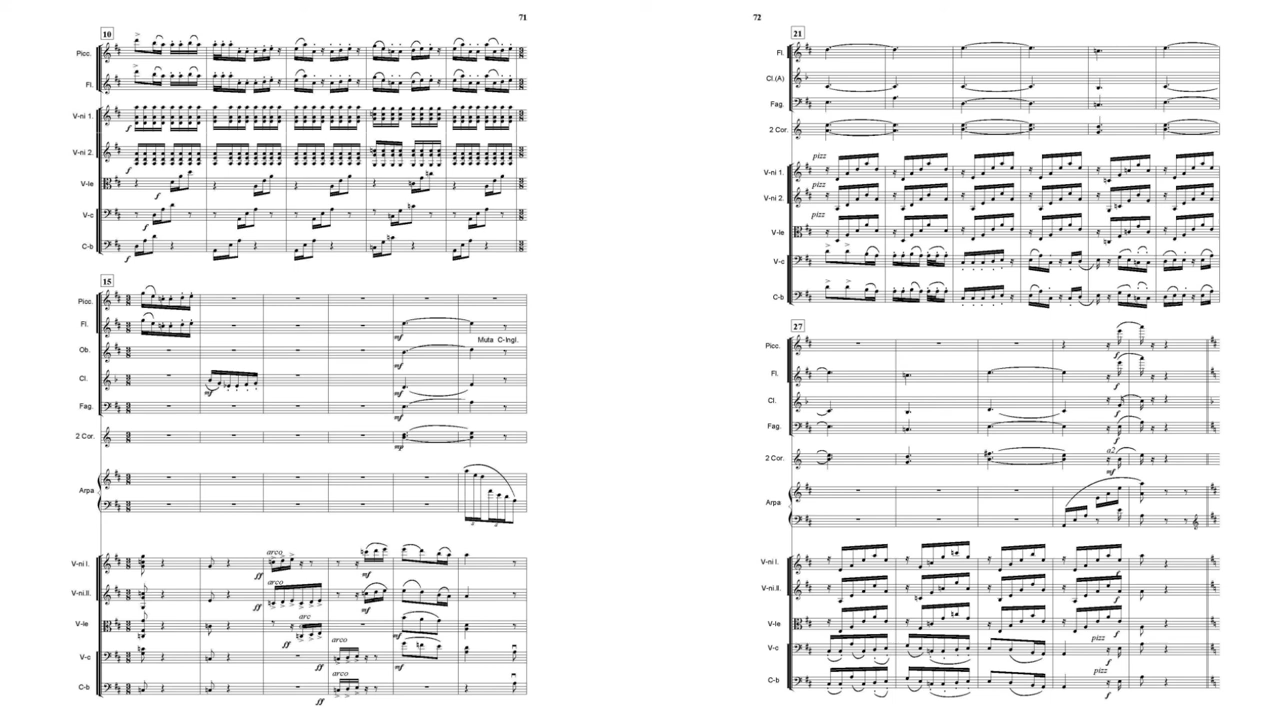 71
10
Picc.
Fl.
V-ni 1.
f
V-ni 2.
f
V-le
f
V-c
f
C-b
f
15
Picc.
Fl.
mf
Muta C-Ingl.
Ob.
mf
Cl.
mf
mf
Fag.
mf
2 Cor.
mf
Arpa
arco
V-ni I.
ff
mf
arco
V-ni.II.
ff
mf
arc
V-le
ff
mf
arco
V-c
ff
mf
arco
C-b
ff
72
21
Fl.
Cl.(A)
Fag.
2 Cor.
pizz
V-ni 1.
pizz
V-ni 2.
pizz
V-le
V-c
C-b
27
Picc.
f
Fl.
f
Cl.
f
Fag.
f
a2
2 Cor.
mf
Arpa
V-ni I.
f
V-ni.II.
f
V-le
f
pizz
V-c
f
pizz
C-b
f